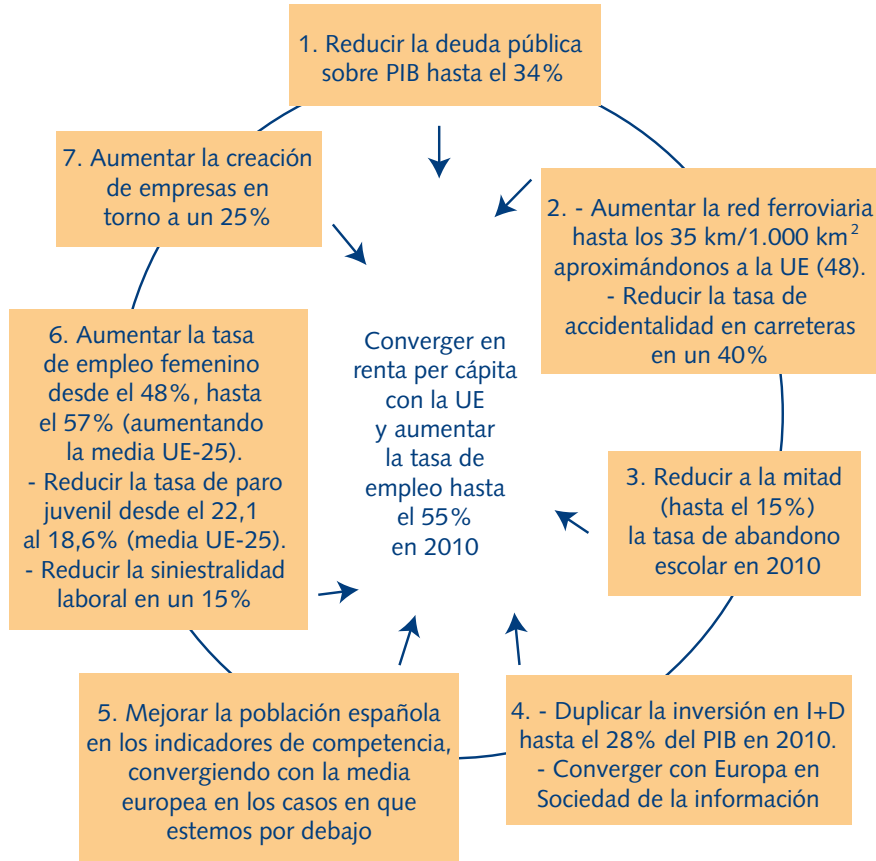 1. Reducir la deuda pública
sobre PIB hasta el 34%
2. - Aumentar la red ferroviaria
hasta los 35 km/1.000 km²
aproximándonos a la UE (48).
- Reducir la tasa de
accidentalidad en carreteras
en un 40%
3. Reducir a la mitad
(hasta el 15%)
la tasa de abandono
escolar en 2010
4. - Duplicar la inversión en I+D
hasta el 28% del PIB en 2010.
- Converger con Europa en
Sociedad de la información
5. Mejorar la población española
en los indicadores de competencia,
convergiendo con la media
europea en los casos en que
estemos por debajo
6. Aumentar la tasa
de empleo femenino
desde el 48%, hasta
el 57% (aumentando
la media UE-25).
- Reducir la tasa de paro
juvenil desde el 22,1
al 18,6% (media UE-25).
- Reducir la siniestralidad
laboral en un 15%
7. Aumentar la creación
de empresas en
torno a un 25%
Converger en
renta per cápita
con la UE
y aumentar
la tasa de
empleo hasta
el 55%
en 2010